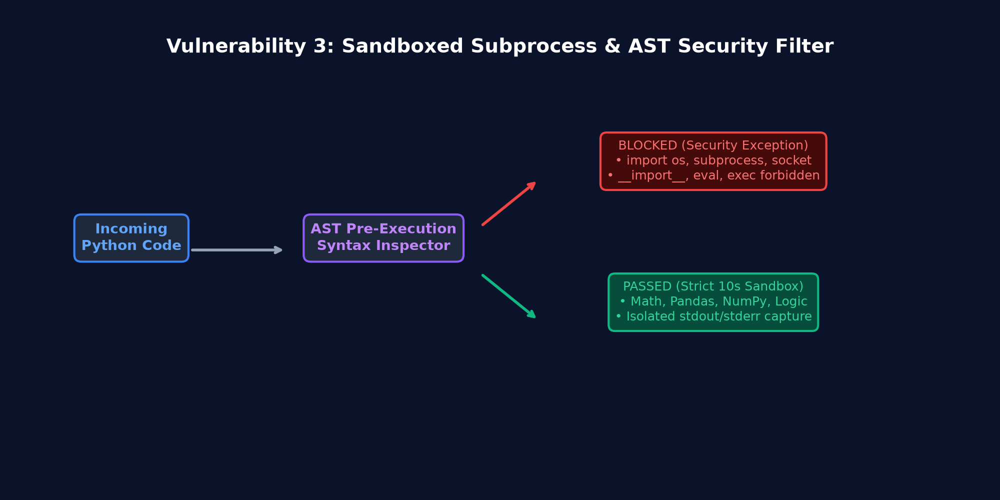 Vulnerability 3: Sandboxed Subprocess & AST Security Filter
Incoming
Python Code
AST Pre-Execution
Syntax Inspector
BLOCKED (Security Exception)
• import os, subprocess, socket
• __import__, eval, exec forbidden
PASSED (Strict 10s Sandbox)
• Math, Pandas, NumPy, Logic
• Isolated stdout/stderr capture